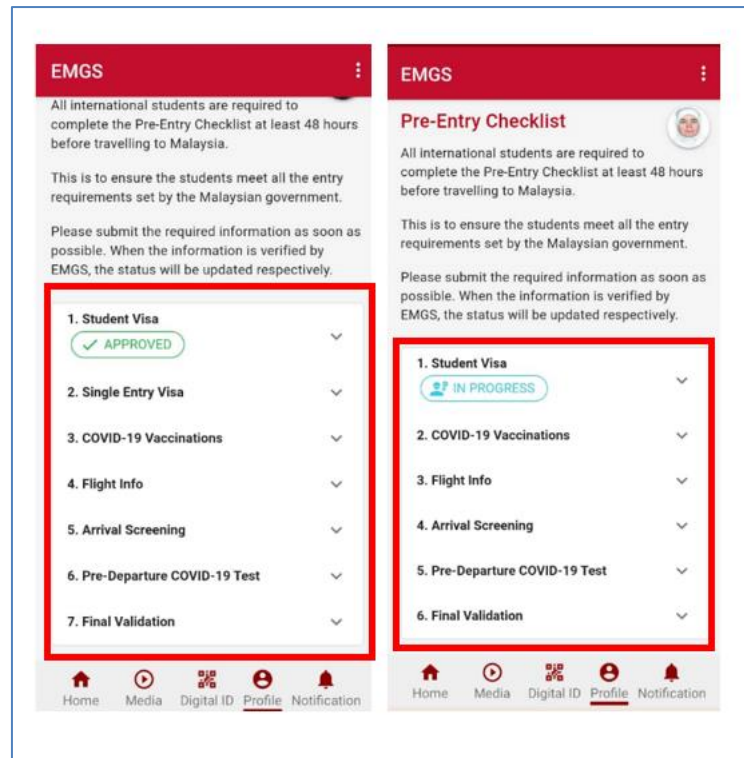 EMGS
All international students are required to
complete the Pre-Entry Checklist at least 48 hours
before travelling to Malaysia.
This is to ensure the students meet all the entry
requirements set by the Malaysian government.
Please submit the required information as soon as
possible. When the information is verified by
EMGS, the status will be updated respectively.
1. Student Visa
APPROVED
2. Single Entry Visa
3. COVID-19 Vaccinations
4. Flight Info
5. Arrival Screening
6. Pre-Departure COVID-19 Test
7. Final Validation
Home Media Digital ID Profile Notification
EMGS
Pre-Entry Checklist
All international students are required to
complete the Pre-Entry Checklist at least 48 hours
before travelling to Malaysia.
This is to ensure the students meet all the entry
requirements set by the Malaysian government.
Please submit the required information as soon as
possible. When the information is verified by
EMGS, the status will be updated respectively.
1. Student Visa
IN PROGRESS
2. COVID-19 Vaccinations
3. Flight Info
4. Arrival Screening
5. Pre-Departure COVID-19 Test
6. Final Validation
Home Media Digital ID Profile Notification